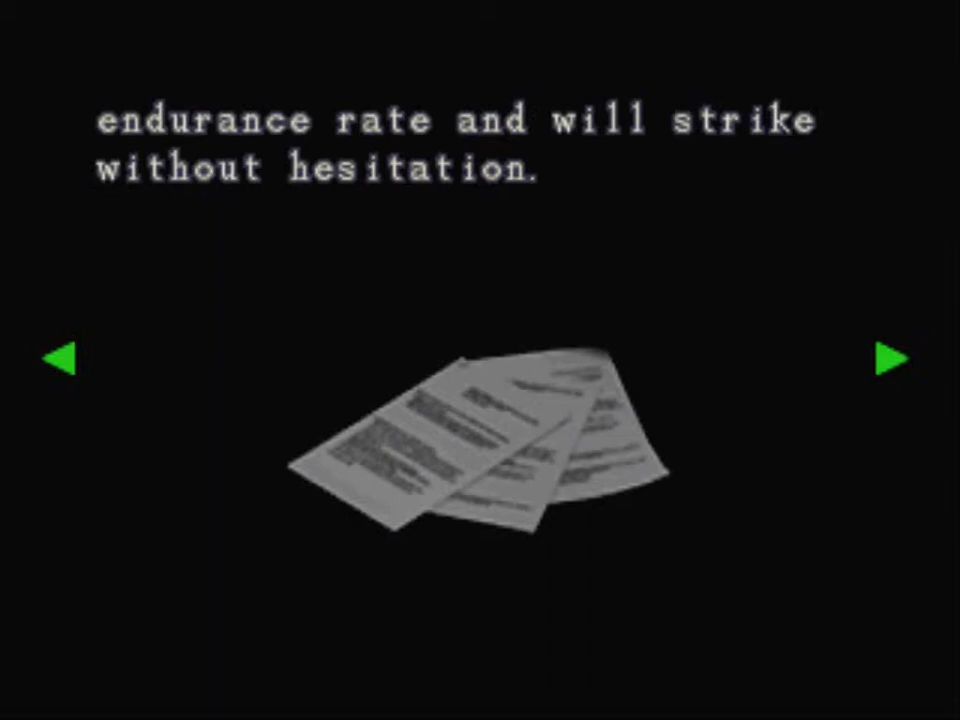 endurance rate and will strike
without hesitation.